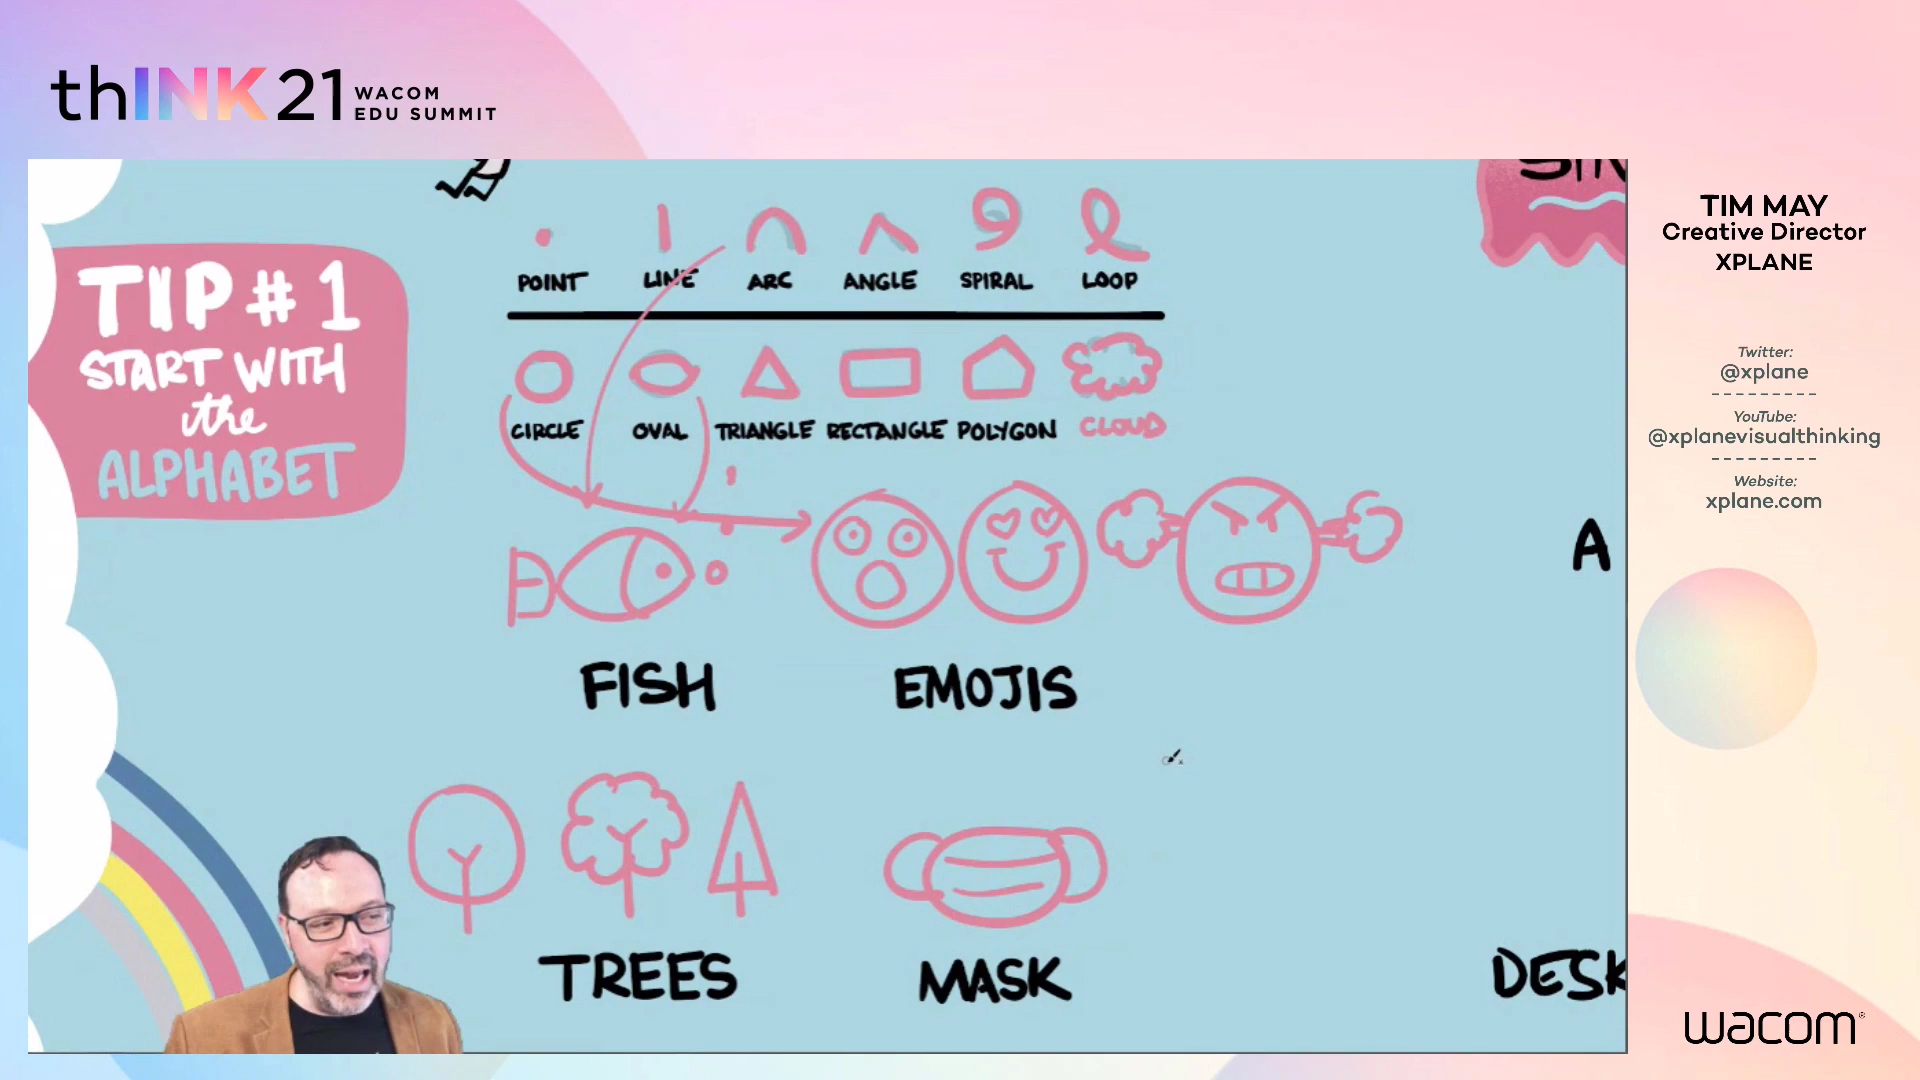 thINK21 WACOM
EDU SUMMIT
TIP #1
START WITH
the
ALPHABET
POINT LINE ARC ANGLE SPIRAL LOOP
CIRCLE OVAL TRIANGLE RECTANGLE POLYGON CLOUD
FISH EMOJIS
A
TREES MASK
DESK
TIM MAY
Creative Director
XPLANE
Twitter:
@xplane
YouTube:
@xplanevisualthinking
Website:
xplane.com
wacom®